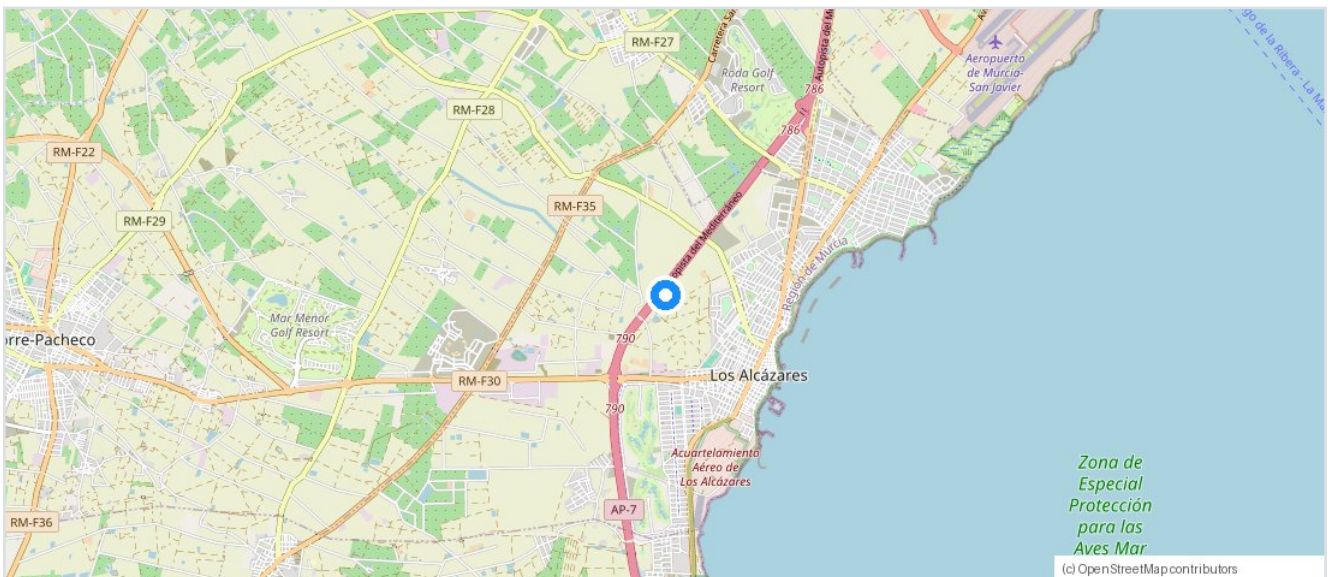 RM-F27
Carretera
Autopista del
Roda Golf
Resort
786
Aeropuerto
de Murcia-
San Javier
RM-F28
786
RM-F22
RM-F35
RM-F29
opista del Mediterráneo
Región de Murcia
Mar Menor
Golf Resort
790
orre-Pacheco
RM-F30
Los Alcázares
790
Acuartelamiento
Aéreo de
Los Alcázares
Zona de
Especial
Protección
para las
Aves Mar
RM-F36
AP-7
(c) OpenStreetMap contributors